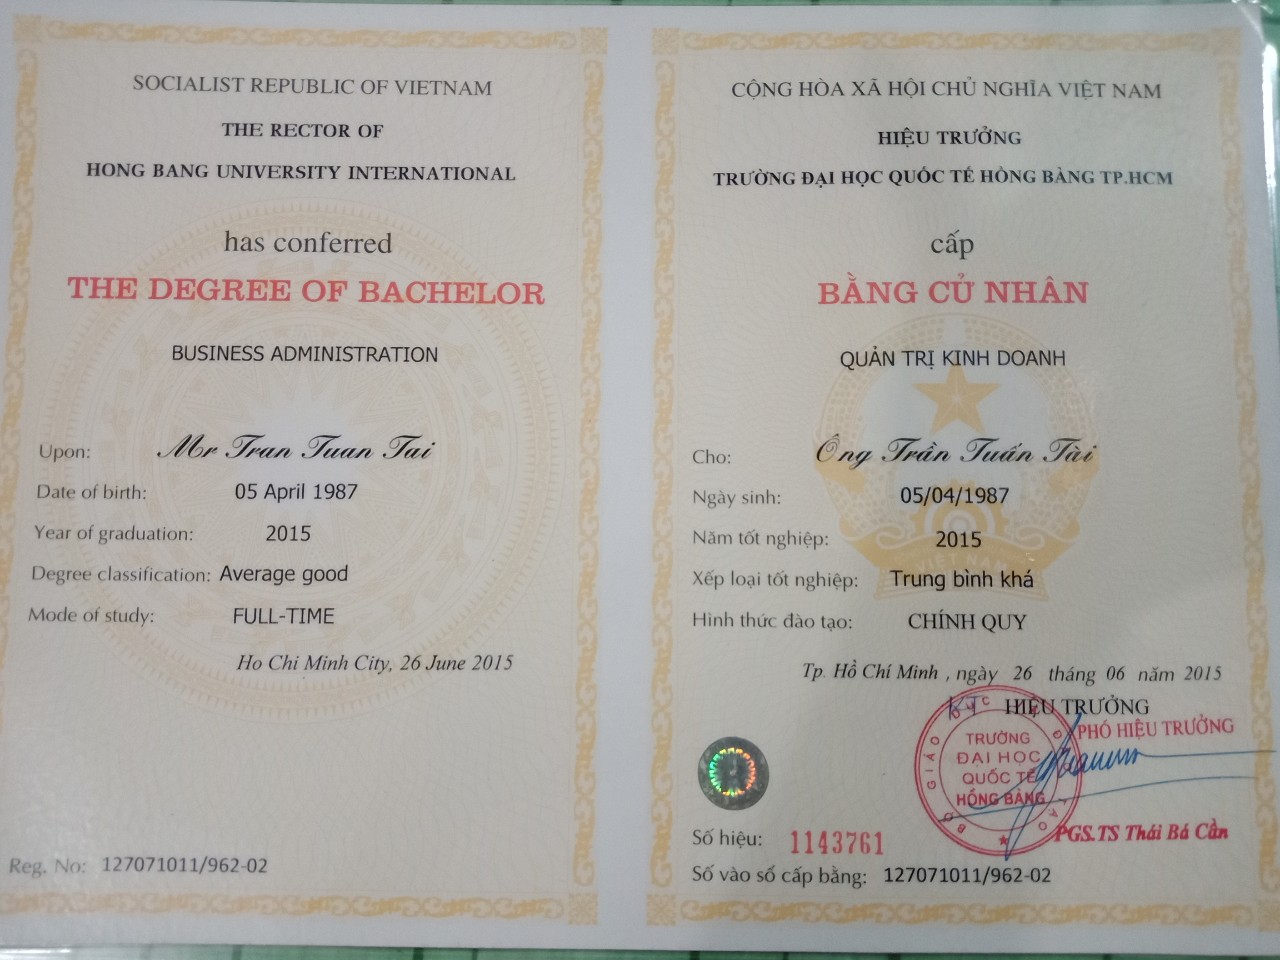 SOCIALIST REPUBLIC OF VIETNAM
THE RECTOR OF
HONG BANG UNIVERSITY INTERNATIONAL
has conferred
THE DEGREE OF BACHELOR
BUSINESS ADMINISTRATION
Upon: Mr Tran Tuan Tai
Date of birth: 05 April 1987
Year of graduation: 2015
Degree classification: Average good
Mode of study: FULL-TIME
Ho Chi Minh City, 26 June 2015
Reg. No: 127071011/962-02
CỘNG HÒA XÃ HỘI CHỦ NGHĨA VIỆT NAM
HIỆU TRƯỞNG
TRƯỜNG ĐẠI HỌC QUỐC TẾ HỒNG BÀNG TP.HCM
cấp
BẰNG CỬ NHÂN
QUẢN TRỊ KINH DOANH
Cho: Ông Trần Tuấn Tài
Ngày sinh: 05/04/1987
Năm tốt nghiệp: 2015
Xếp loại tốt nghiệp: Trung bình khá
Hình thức đào tạo: CHÍNH QUY
VIỆT NAM
Tp. Hồ Chí Minh , ngày 26 tháng 06 năm 2015
KT HIỆU TRƯỞNG
PHÓ HIỆU TRƯỞNG
BỘ GIÁO DỤC ĐÀO TẠO
TRƯỜNG
ĐẠI HỌC
QUỐC TẾ
HỒNG BÀNG
PGS.TS Thái Bá Cần
Số hiệu: 1143761
Số vào sổ cấp bằng: 127071011/962-02